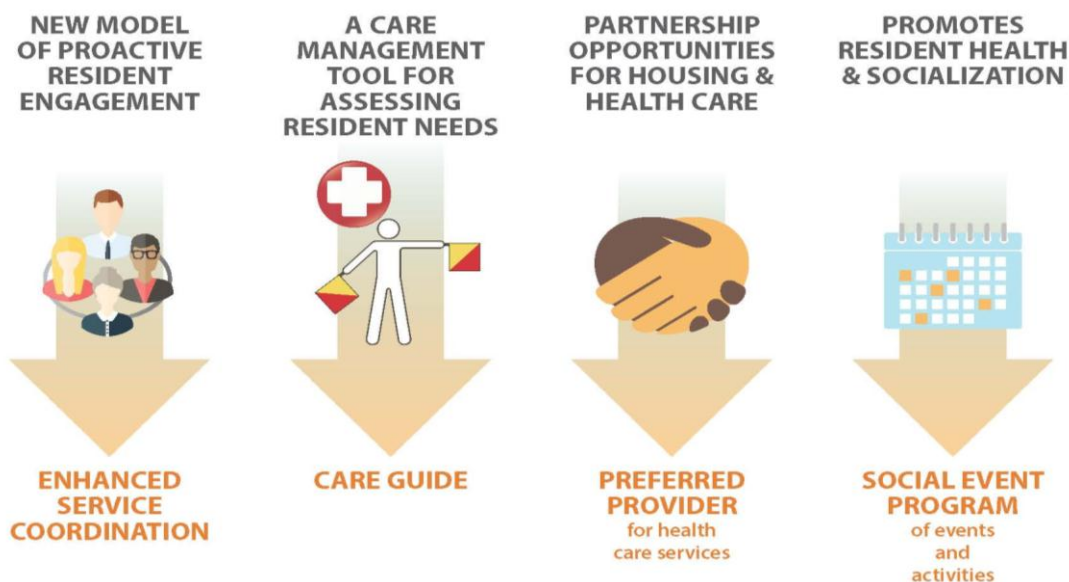 NEW MODEL
OF PROACTIVE
RESIDENT
ENGAGEMENT
A CARE
MANAGEMENT
TOOL FOR
ASSESSING
RESIDENT NEEDS
PARTNERSHIP
OPPORTUNITIES
FOR HOUSING &
HEALTH CARE
PROMOTES
RESIDENT HEALTH
& SOCIALIZATION
ENHANCED
SERVICE
COORDINATION
CARE GUIDE
PREFERRED
PROVIDER
for health
care services
SOCIAL EVENT
PROGRAM
of events
and
activities